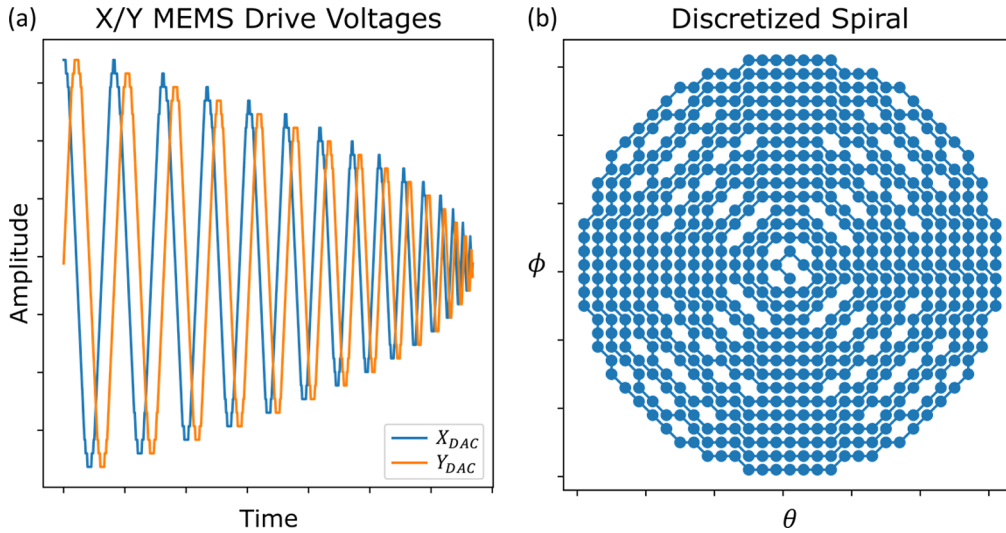 (a) X/Y MEMS Drive Voltages
Amplitude
X_DAC
Y_DAC
Time
(b) Discretized Spiral
ϕ
θ